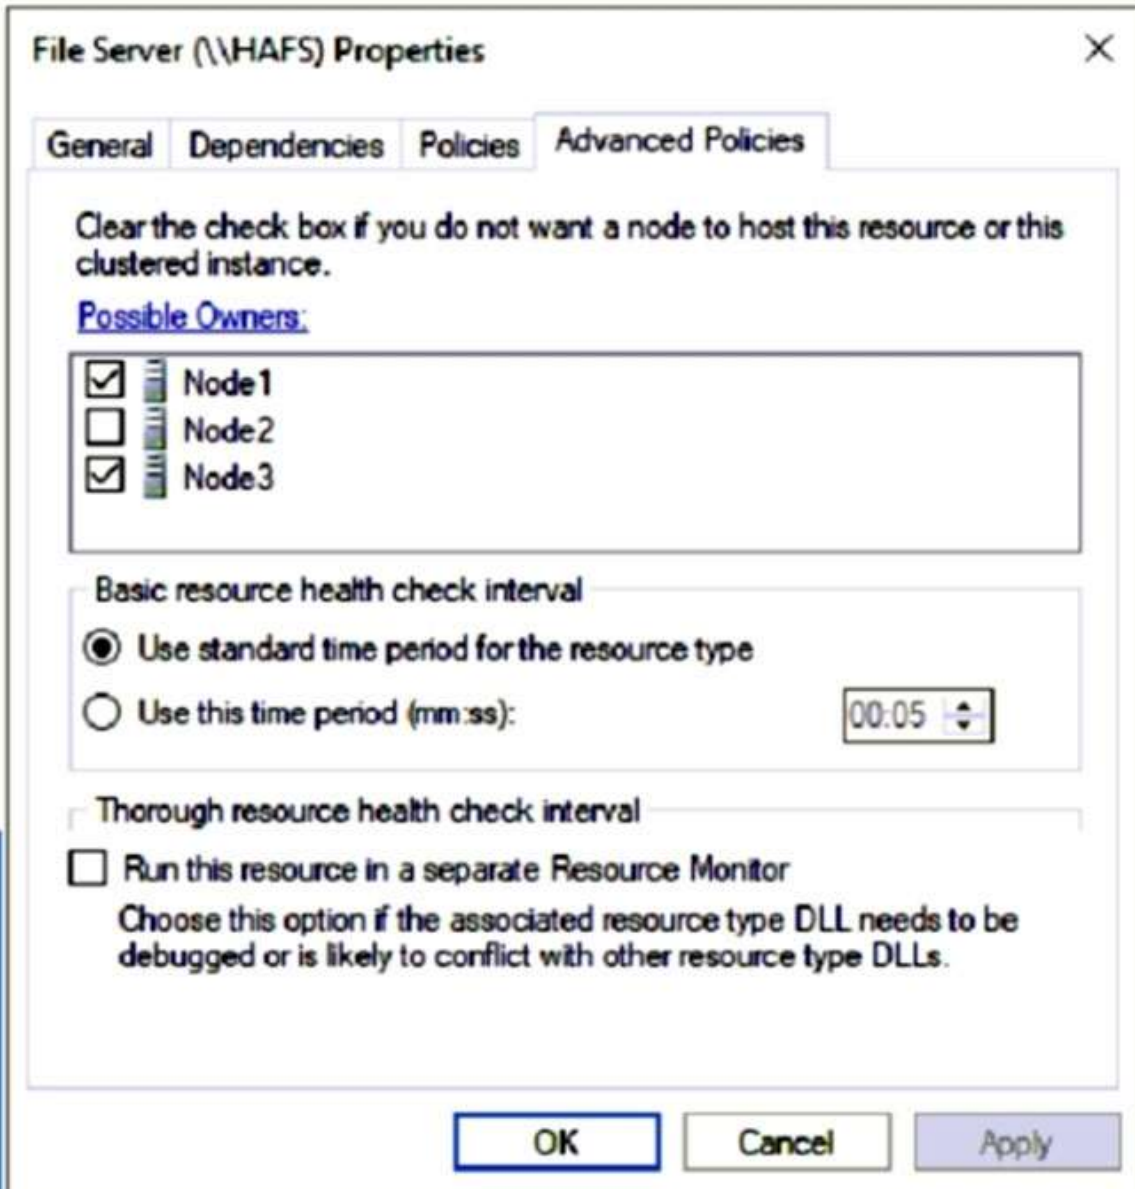 File Server (\\HAFS) Properties
General Dependencies Policies Advanced Policies
Clear the check box if you do not want a node to host this resource or this
clustered instance.
Possible Owners:
Node1
Node2
Node3
Basic resource health check interval
Use standard time period for the resource type
Use this time period (mm:ss):
00:05
Thorough resource health check interval
Run this resource in a separate Resource Monitor
Choose this option if the associated resource type DLL needs to be
debugged or is likely to conflict with other resource type DLLs.
OK Cancel Apply